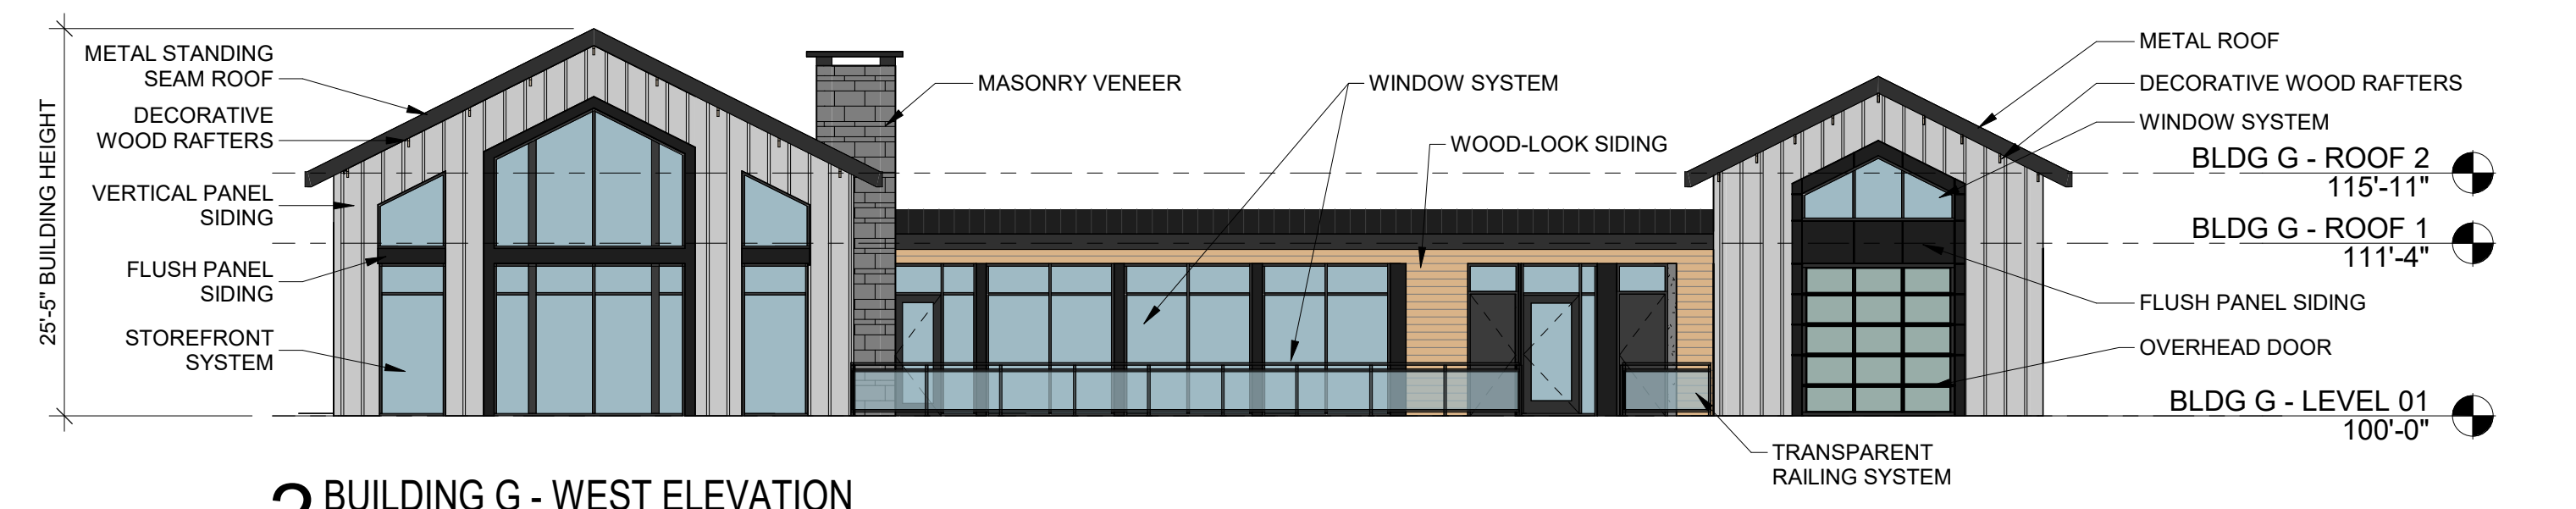 METAL STANDING
SEAM ROOF
DECORATIVE
WOOD RAFTERS
VERTICAL PANEL
SIDING
FLUSH PANEL
SIDING
STOREFRONT
SYSTEM
25'-5" BUILDING HEIGHT
MASONRY VENEER
WINDOW SYSTEM
WOOD-LOOK SIDING
METAL ROOF
DECORATIVE WOOD RAFTERS
WINDOW SYSTEM
BLDG G - ROOF 2
115'-11"
BLDG G - ROOF 1
111'-4"
FLUSH PANEL SIDING
OVERHEAD DOOR
BLDG G - LEVEL 01
100'-0"
TRANSPARENT
RAILING SYSTEM
BUILDING G - WEST ELEVATION